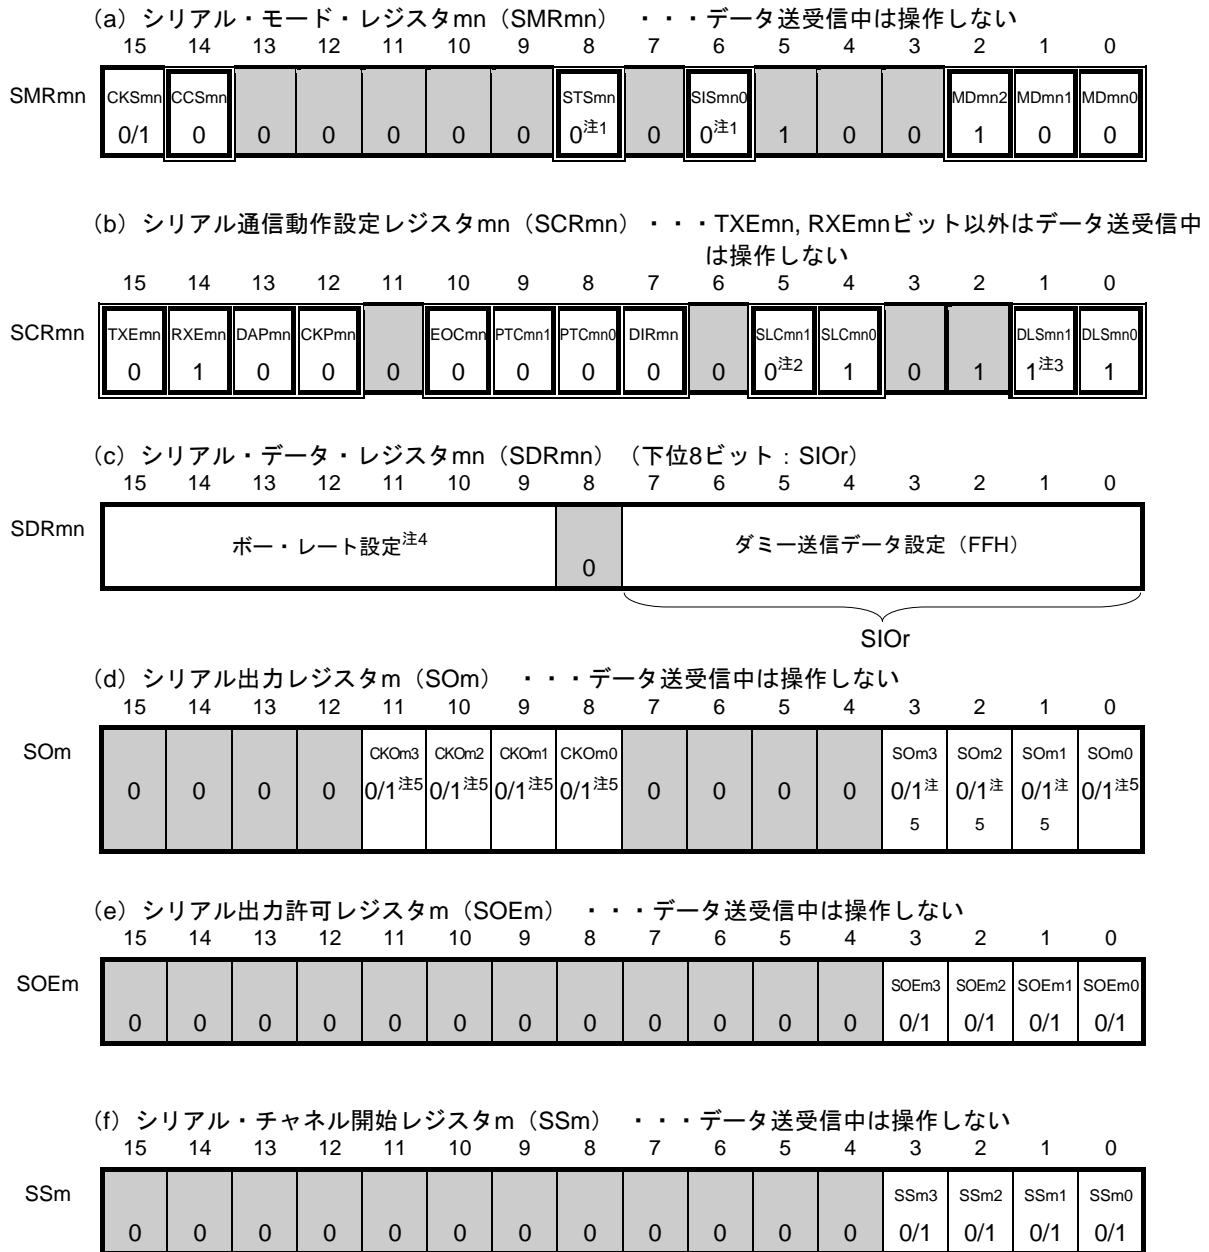 (a) シリアル・モード・レジスタmn（SMRmn） ・・・データ送受信中は操作しない
15 14 13 12 11 10 9 8 7 6 5 4 3 2 1 0
SMRmn CKSmn CCSmn STSmn SISmn0 MDmn2 MDmn1 MDmn0
0/1 0 0 0 0 0 0 0注1 0 0注1 1 0 0 1 0 0
(b) シリアル通信動作設定レジスタmn（SCRmn）・・・TXEmn, RXEmnビット以外はデータ送受信中
は操作しない
15 14 13 12 11 10 9 8 7 6 5 4 3 2 1 0
SCRmn TXEmn RXEmn DAPmn CKPmn EOCmn PTCmn1 PTCmn0 DIRmn SLCmn1 SLCmn0 DLSmn1 DLSmn0
0 1 0 0 0 0 0 0 0 0 0注2 1 0 1 1注3 1
(c) シリアル・データ・レジスタmn（SDRmn）（下位8ビット：SIOr）
15 14 13 12 11 10 9 8 7 6 5 4 3 2 1 0
SDRmn ボー・レート設定注4 0 ダミー送信データ設定（FFH）
SIOr
(d) シリアル出力レジスタm（SOm） ・・・データ送受信中は操作しない
15 14 13 12 11 10 9 8 7 6 5 4 3 2 1 0
SOm CKOm3 CKOm2 CKOm1 CKOm0 SOm3 SOm2 SOm1 SOm0
0 0 0 0 0/1注5 0/1注5 0/1注5 0/1注5 0 0 0 0 0/1注 0/1注 0/1注 0/1注5
5 5 5
(e) シリアル出力許可レジスタm（SOEm） ・・・データ送受信中は操作しない
15 14 13 12 11 10 9 8 7 6 5 4 3 2 1 0
SOEm SOEm3 SOEm2 SOEm1 SOEm0
0 0 0 0 0 0 0 0 0 0 0 0 0/1 0/1 0/1 0/1
(f) シリアル・チャネル開始レジスタm（SSm） ・・・データ送受信中は操作しない
15 14 13 12 11 10 9 8 7 6 5 4 3 2 1 0
SSm SSm3 SSm2 SSm1 SSm0
0 0 0 0 0 0 0 0 0 0 0 0 0/1 0/1 0/1 0/1